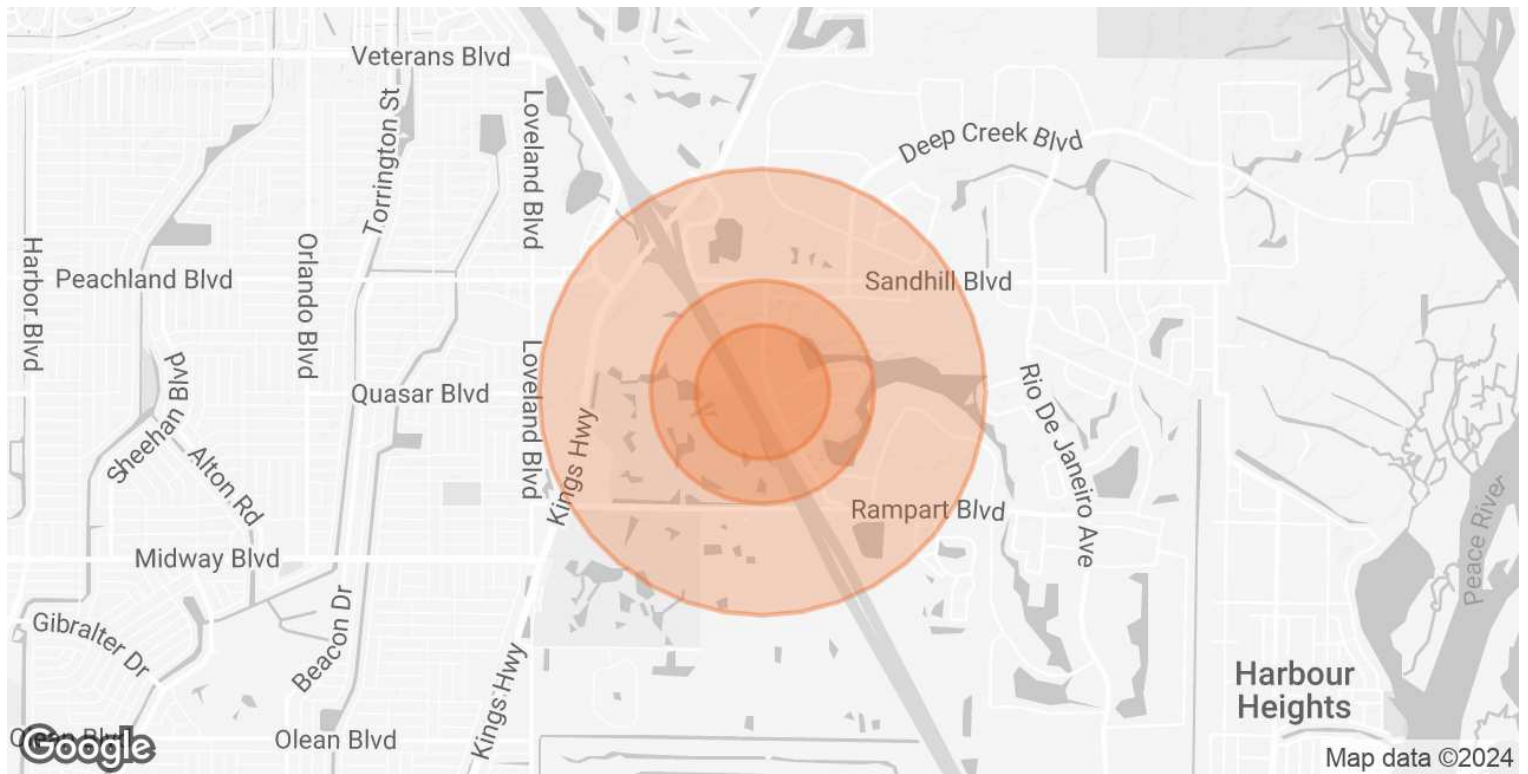 Veterans Blvd
Torrington St
Loveland Blvd
Deep Creek Blvd
Harbor Blvd
Peachland Blvd
Orlando Blvd
Sandhill Blvd
Sheehan Blvd
Quasar Blvd
Loveland Blvd
Kings Hwy
Rio De Janeiro Ave
Alton Rd
Rampart Blvd
Peace River
Midway Blvd
Gibralter Dr
Beacon Dr
Kings Hwy
Harbour
Heights
Olean Blvd
Google
Olean Blvd
Map data ©2024